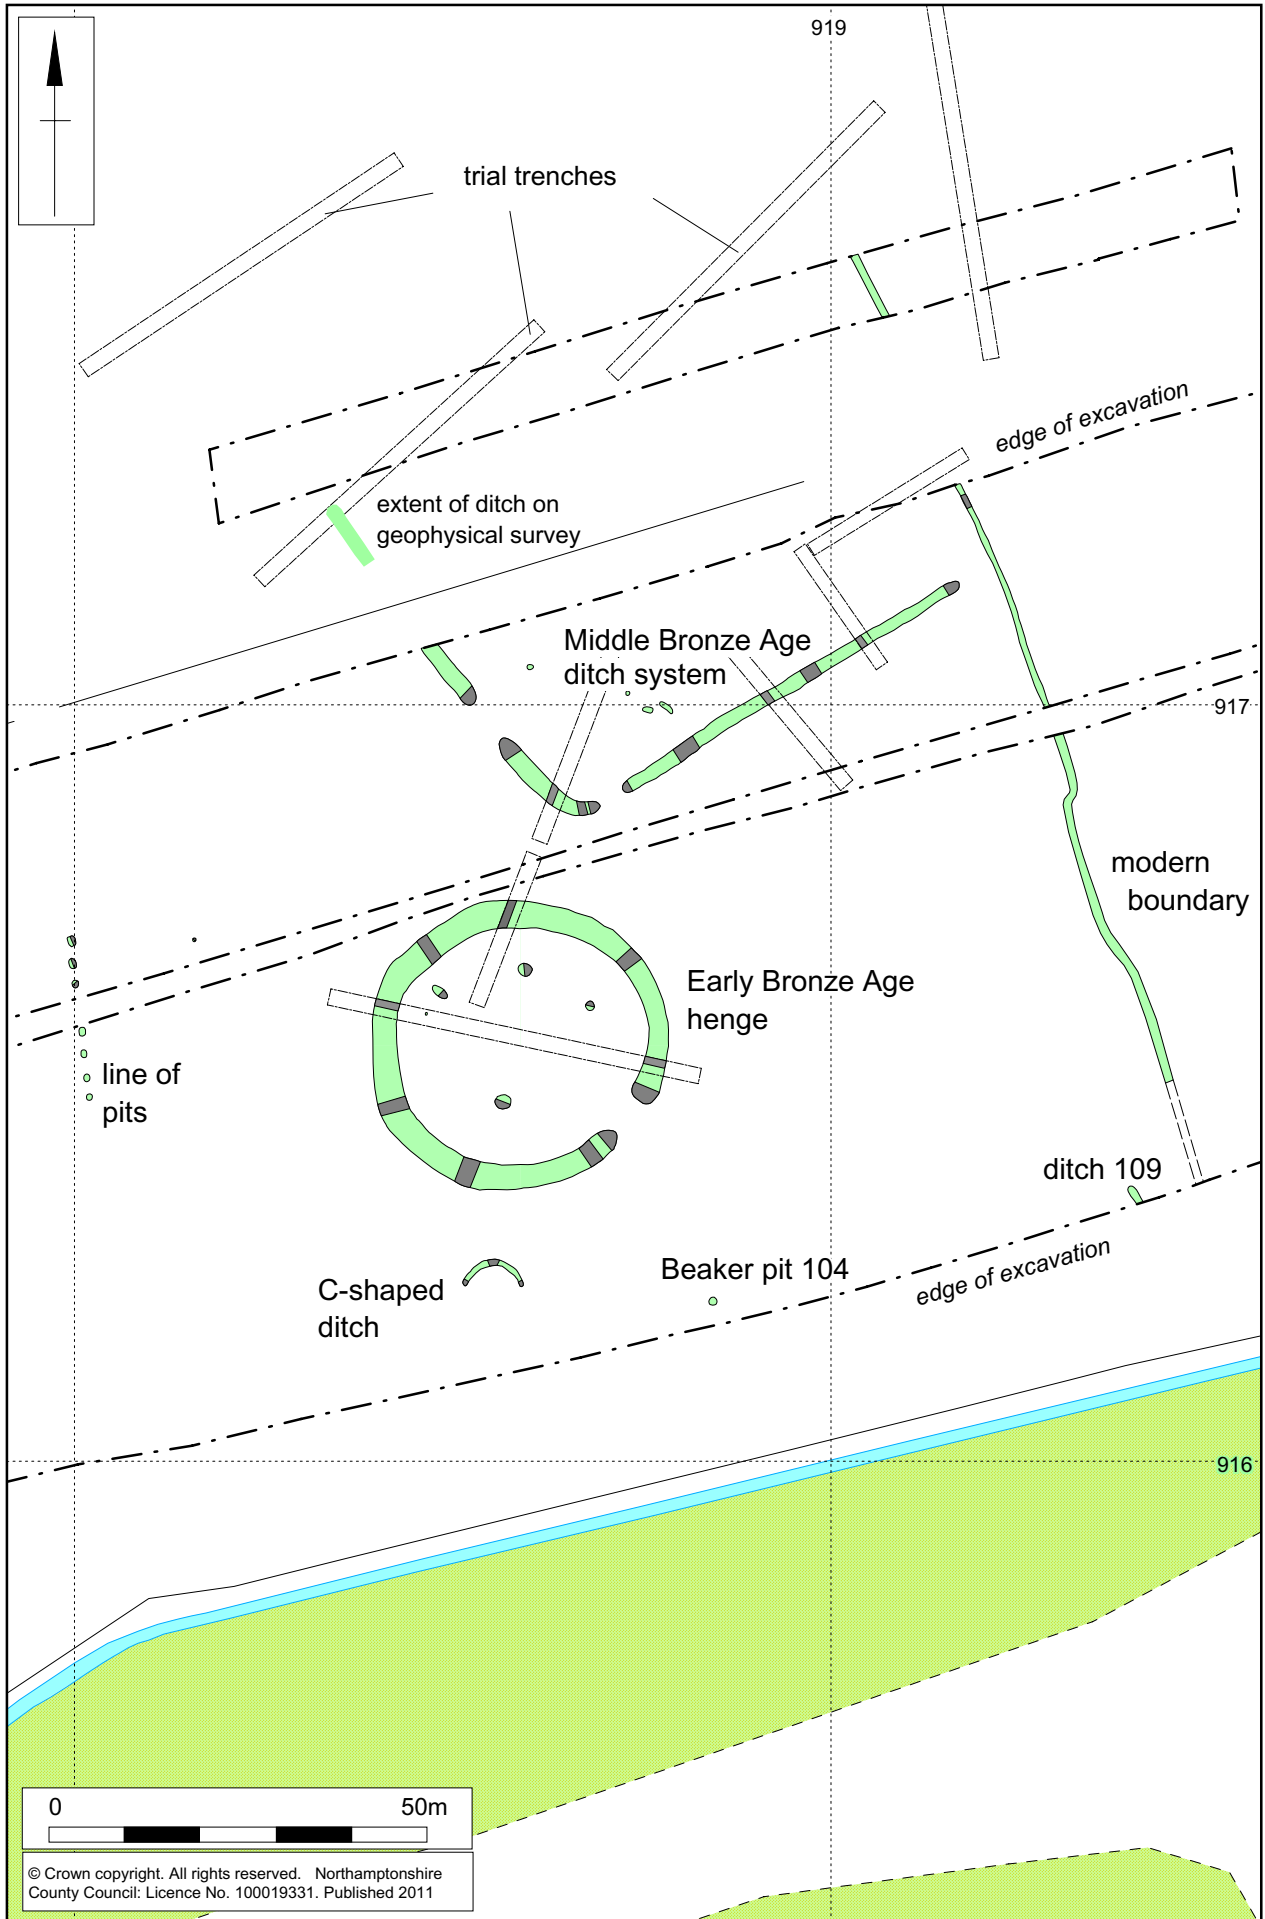 919
trial trenches
edge of excavation
extent of ditch on
geophysical survey
Middle Bronze Age
ditch system
917
modern
boundary
Early Bronze Age
henge
line of
pits
ditch 109
Beaker pit 104
edge of excavation
C-shaped
ditch
916
0 50m
© Crown copyright. All rights reserved. Northamptonshire
County Council: Licence No. 100019331. Published 2011